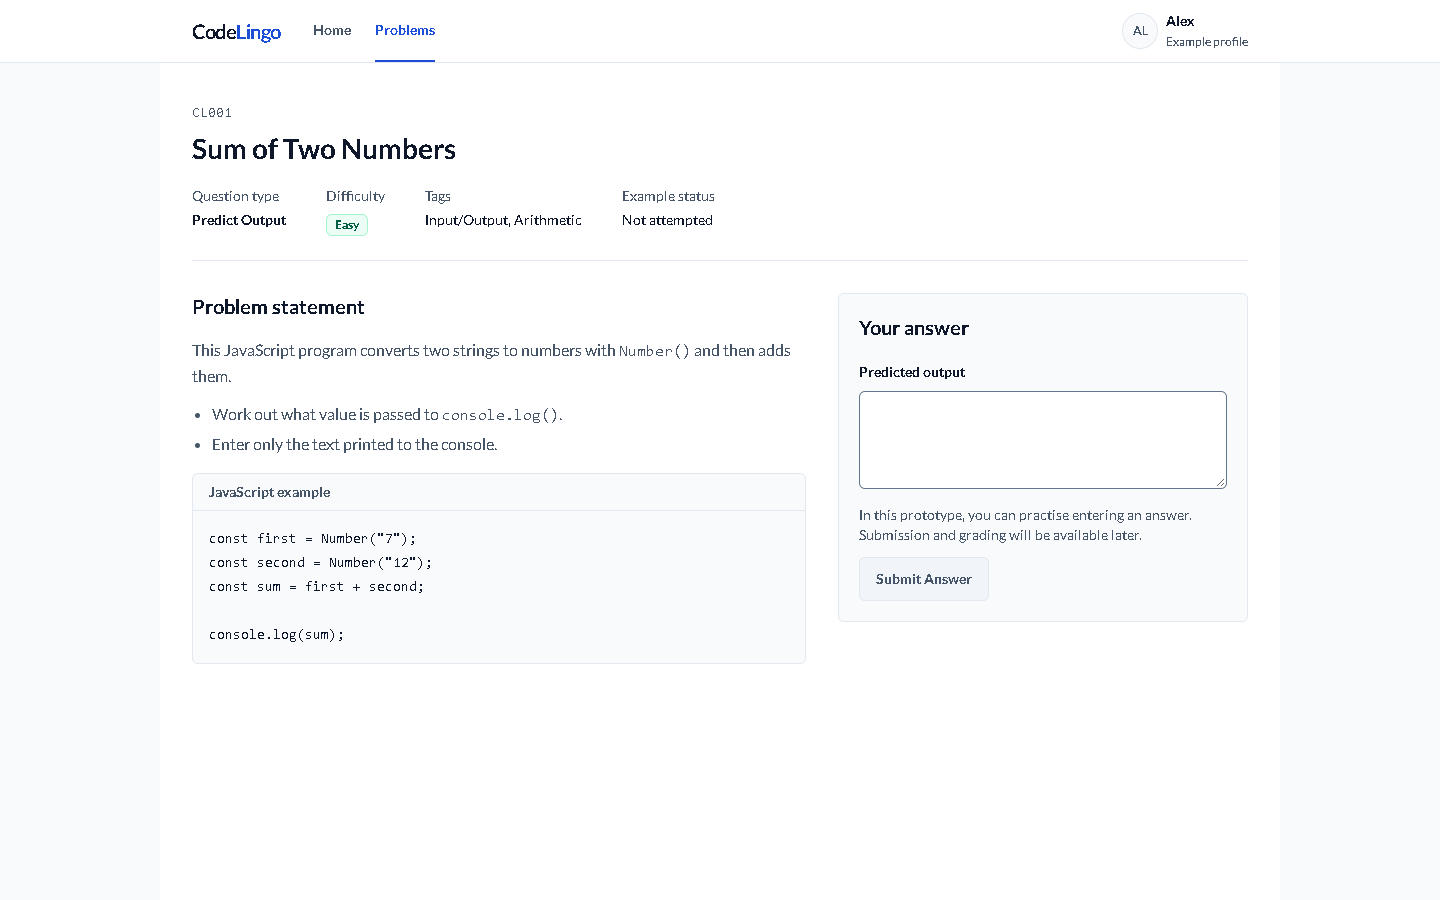 CodeLingo
Home
Problems
AL
Alex
Example profile
CL001
Sum of Two Numbers
Question type
Predict Output
Difficulty
Easy
Tags
Input/Output, Arithmetic
Example status
Not attempted
Problem statement
This JavaScript program converts two strings to numbers with Number() and then adds
them.
• Work out what value is passed to console.log().
• Enter only the text printed to the console.
JavaScript example
const first = Number("7");
const second = Number("12");
const sum = first + second;
console.log(sum);
Your answer
Predicted output
In this prototype, you can practise entering an answer.
Submission and grading will be available later.
Submit Answer